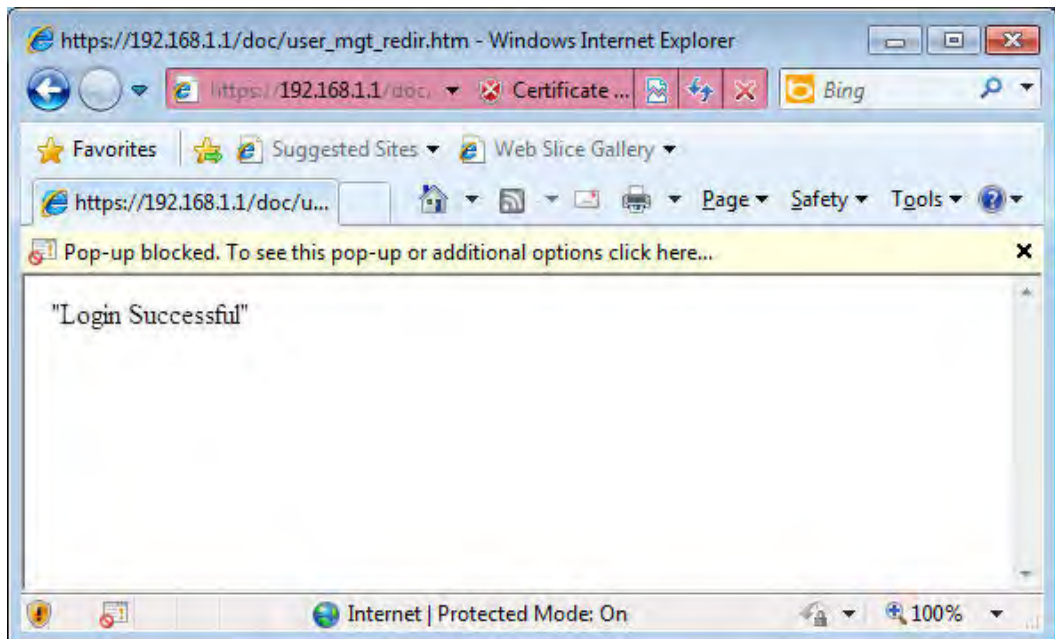 https://192.168.1.1/doc/user_mgt_redir.htm - Windows Internet Explorer
https://192.168.1.1/doc, Certificate ... Bing
Favorites Suggested Sites Web Slice Gallery
https://192.168.1.1/doc/u... Page Safety Tools
Pop-up blocked. To see this pop-up or additional options click here...
"Login Successful"
Internet | Protected Mode: On 100%